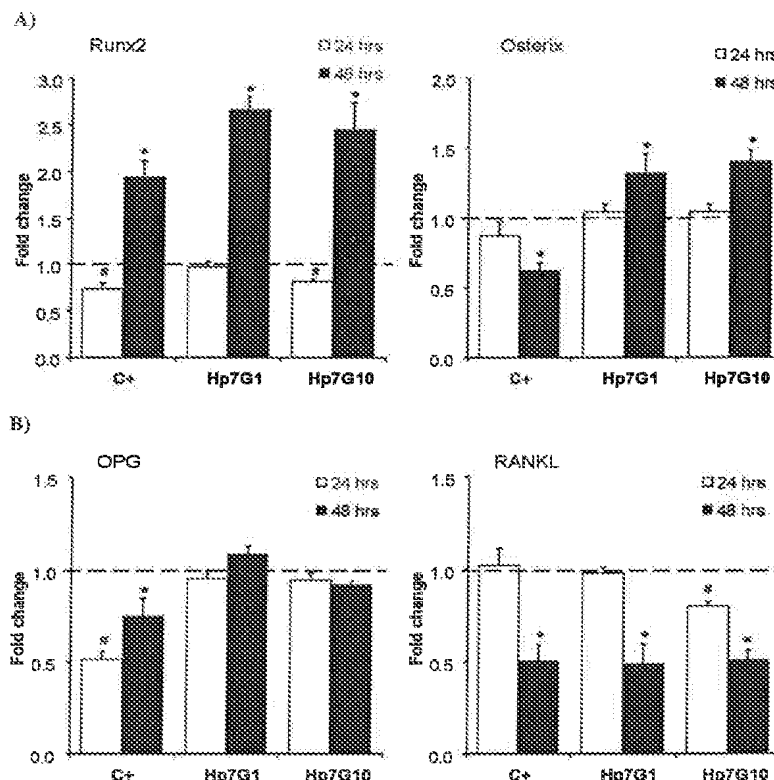 A)
Runx2
□ 24 hrs
■ 48 hrs
Fold change
3.0
2.5
2.0
1.5
1.0
0.5
0.0
*
*
*
#
#
C+
Hp7G1
Hp7G10
Osterix
□ 24 hrs
■ 48 hrs
Fold change
2.0
1.5
1.0
0.5
0.0
*
*
*
C+
Hp7G1
Hp7G10
B)
OPG
□ 24 hrs
■ 48 hrs
Fold change
1.5
1.0
0.5
0.0
#
*
C+
Hp7G1
Hp7G10
RANKL
□ 24 hrs
■ 48 hrs
Fold change
1.5
1.0
0.5
0.0
*
*
#
*
C+
Hp7G1
Hp7G10